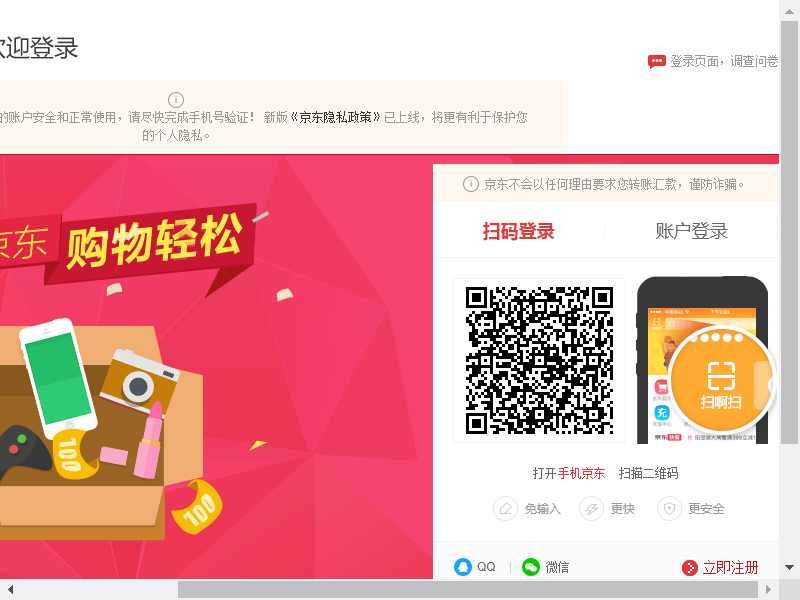 欢迎登录
登录页面，调查问卷
的账户安全和正常使用，请尽快完成手机号验证！ 新版《京东隐私政策》已上线，将更有利于保护您
的个人隐私。
京东不会以任何理由要求您转账汇款，谨防诈骗。
京东 购物轻松
扫码登录
账户登录
扫啊扫
充
100
100
打开手机京东 扫描二维码
免输入
更快
更安全
QQ
微信
立即注册